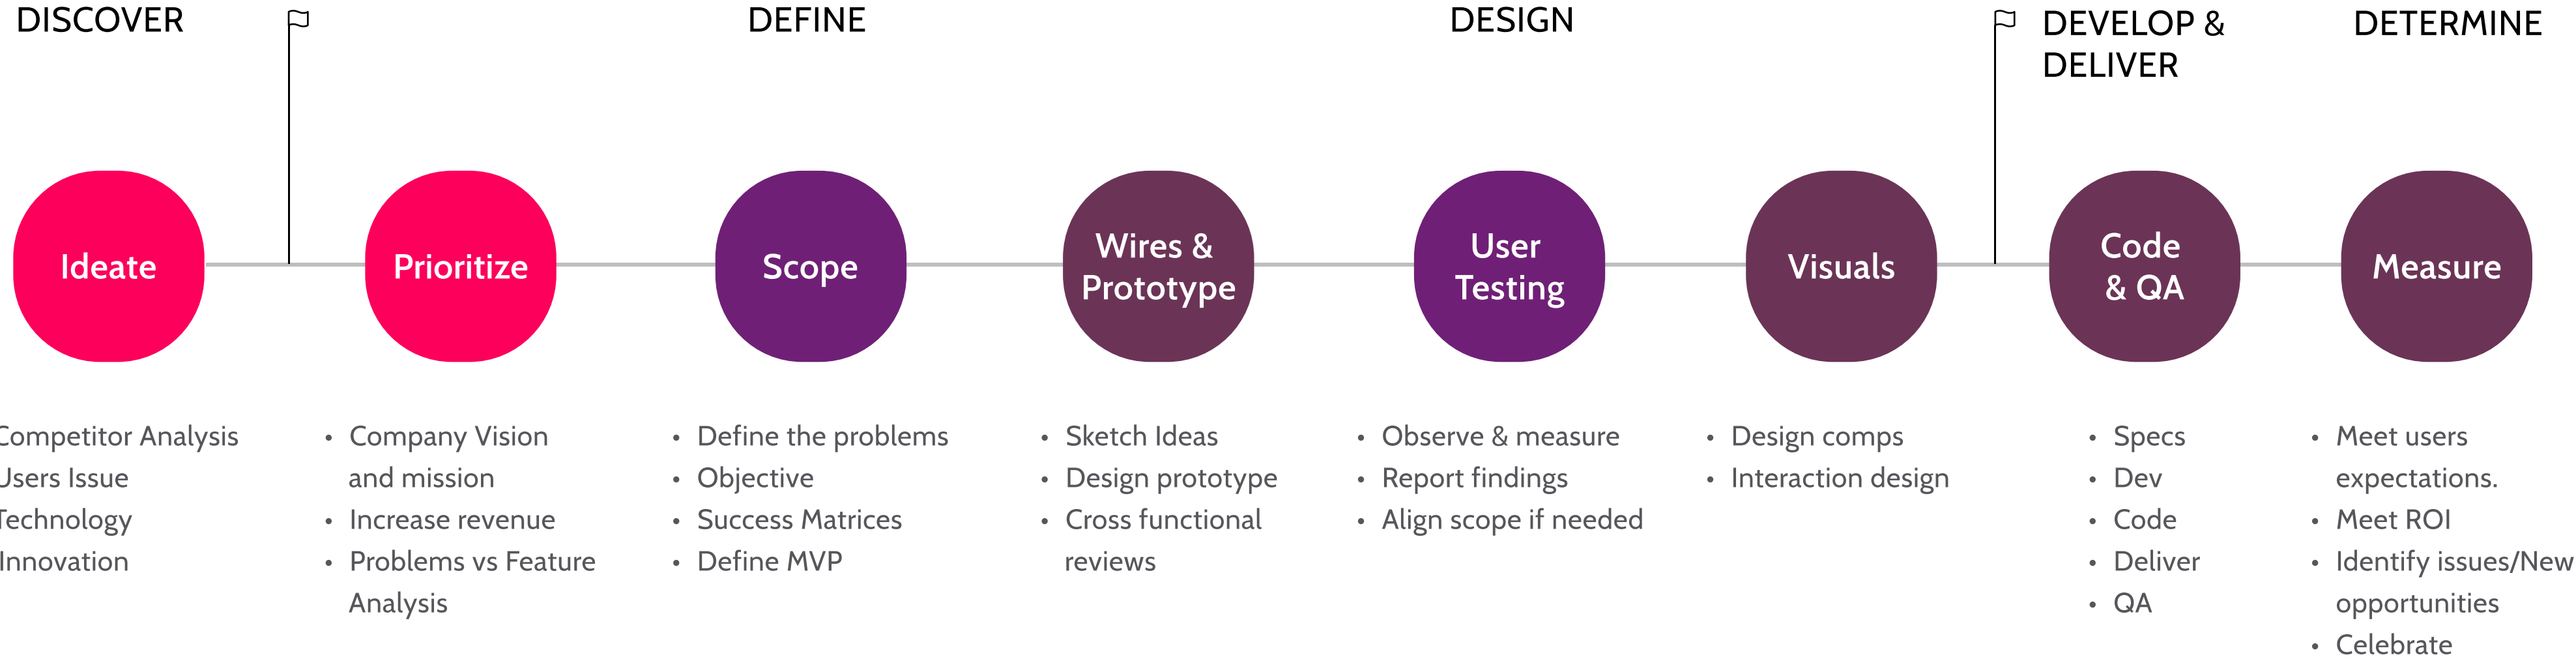 DISCOVER
DEFINE
DESIGN
DEVELOP &
DELIVER
DETERMINE
Ideate
Prioritize
Scope
Wires &
Prototype
User
Testing
Visuals
Code
& QA
Measure
Competitor Analysis
Users Issue
Technology
Innovation
• Company Vision
and mission
• Increase revenue
• Problems vs Feature
Analysis
• Define the problems
• Objective
• Success Matrices
• Define MVP
• Sketch Ideas
• Design prototype
• Cross functional
reviews
• Observe & measure
• Report findings
• Align scope if needed
• Design comps
• Interaction design
• Specs
• Dev
• Code
• Deliver
• QA
• Meet users
expectations.
• Meet ROI
• Identify issues/New
opportunities
• Celebrate